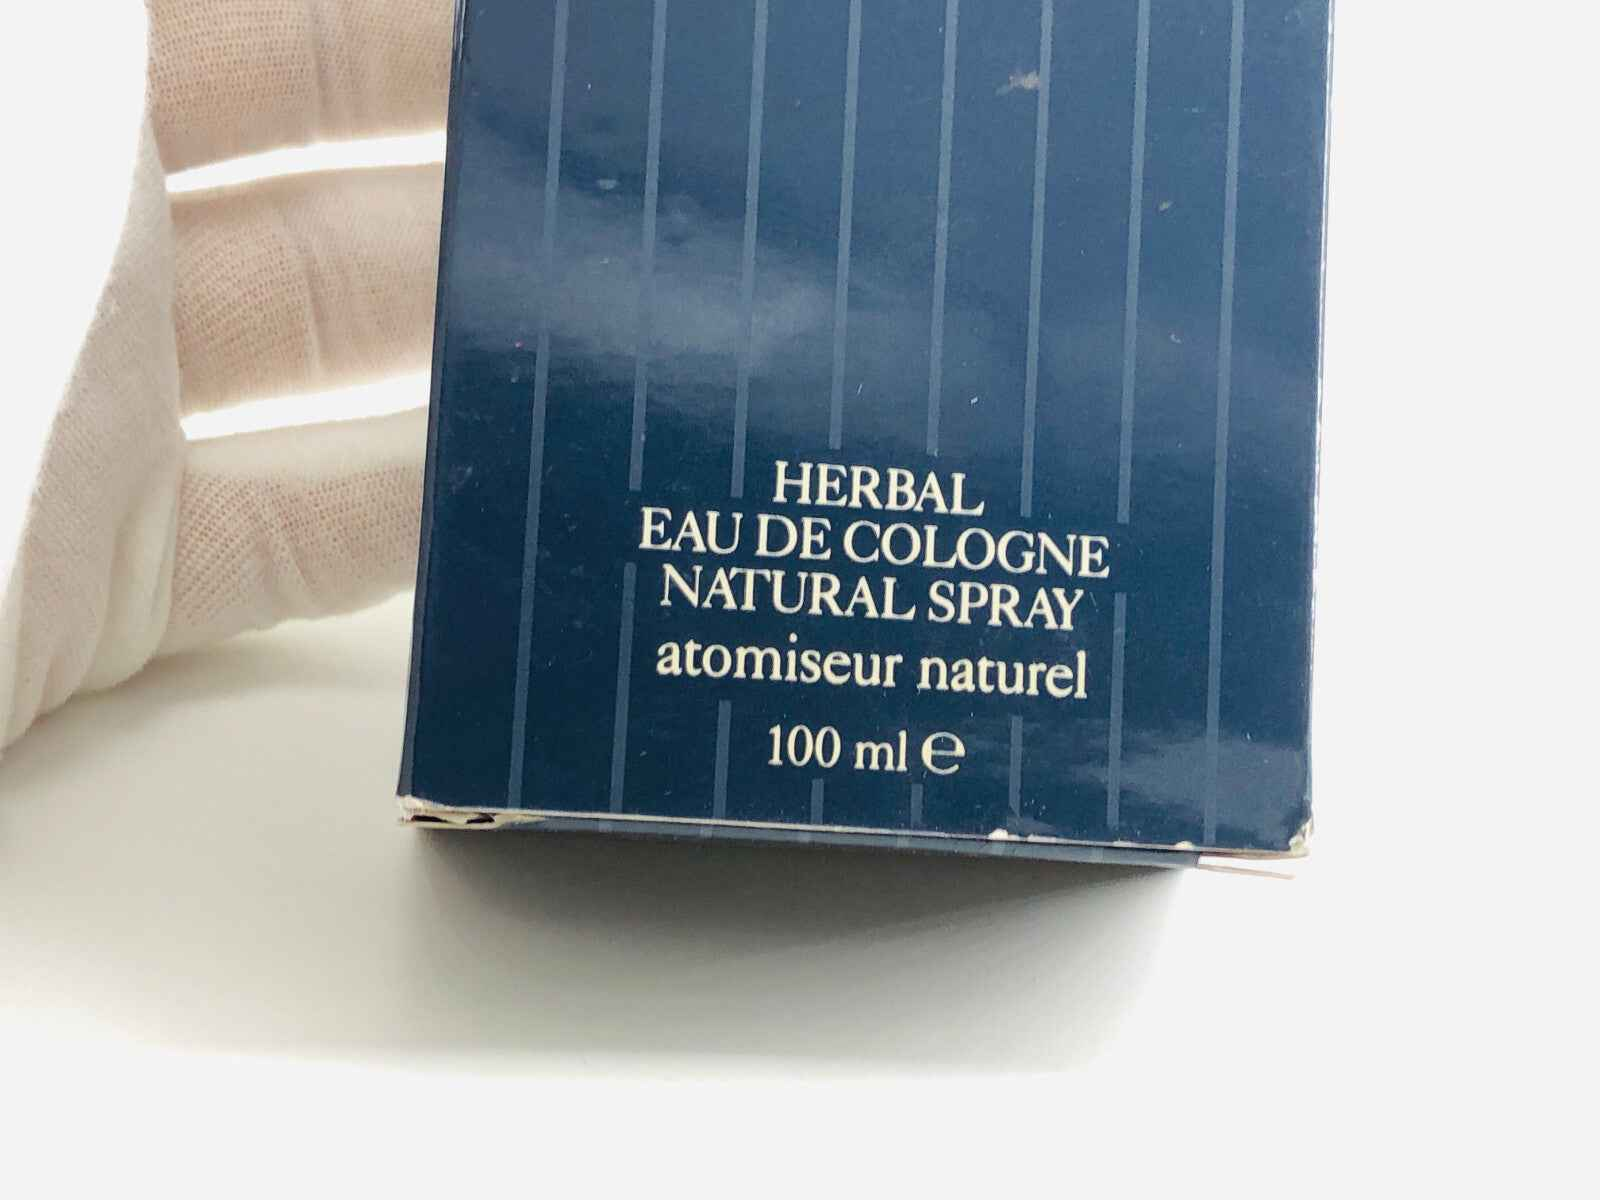 HERBAL
EAU DE COLOGNE
NATURAL SPRAY
atomiseur naturel
100 ml ℮